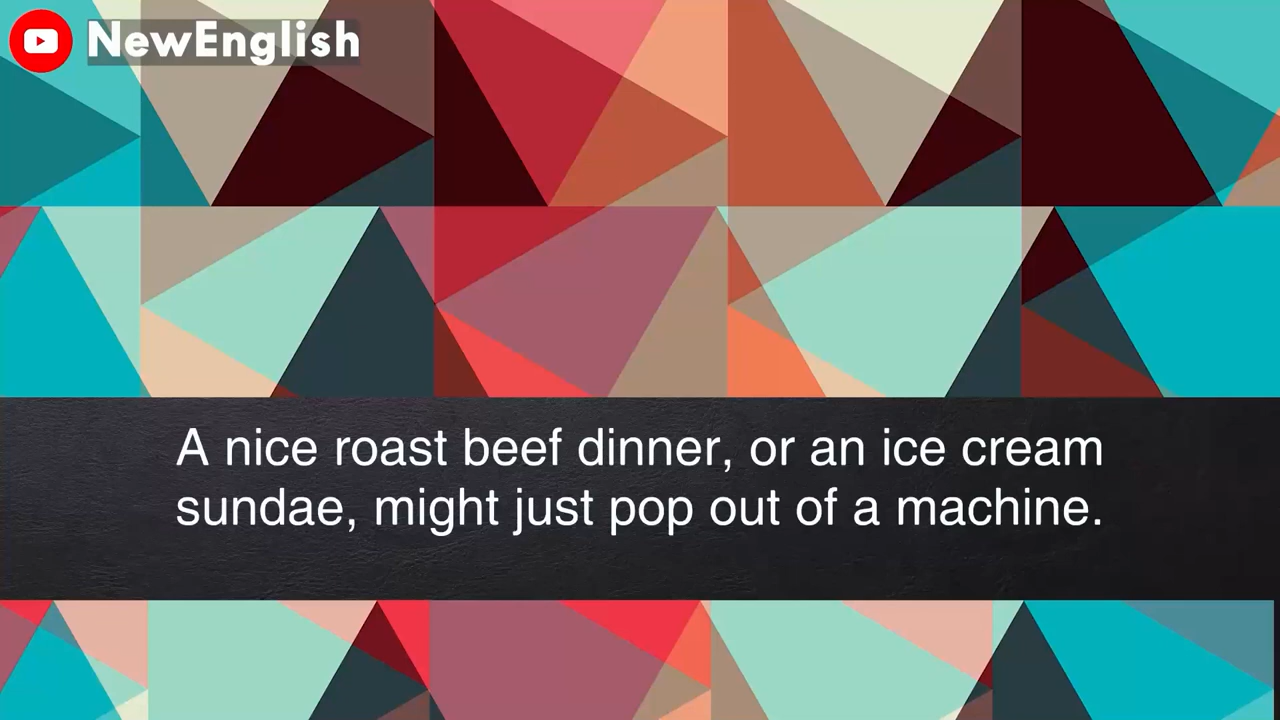 NewEnglish
A nice roast beef dinner, or an ice cream
sundae, might just pop out of a machine.